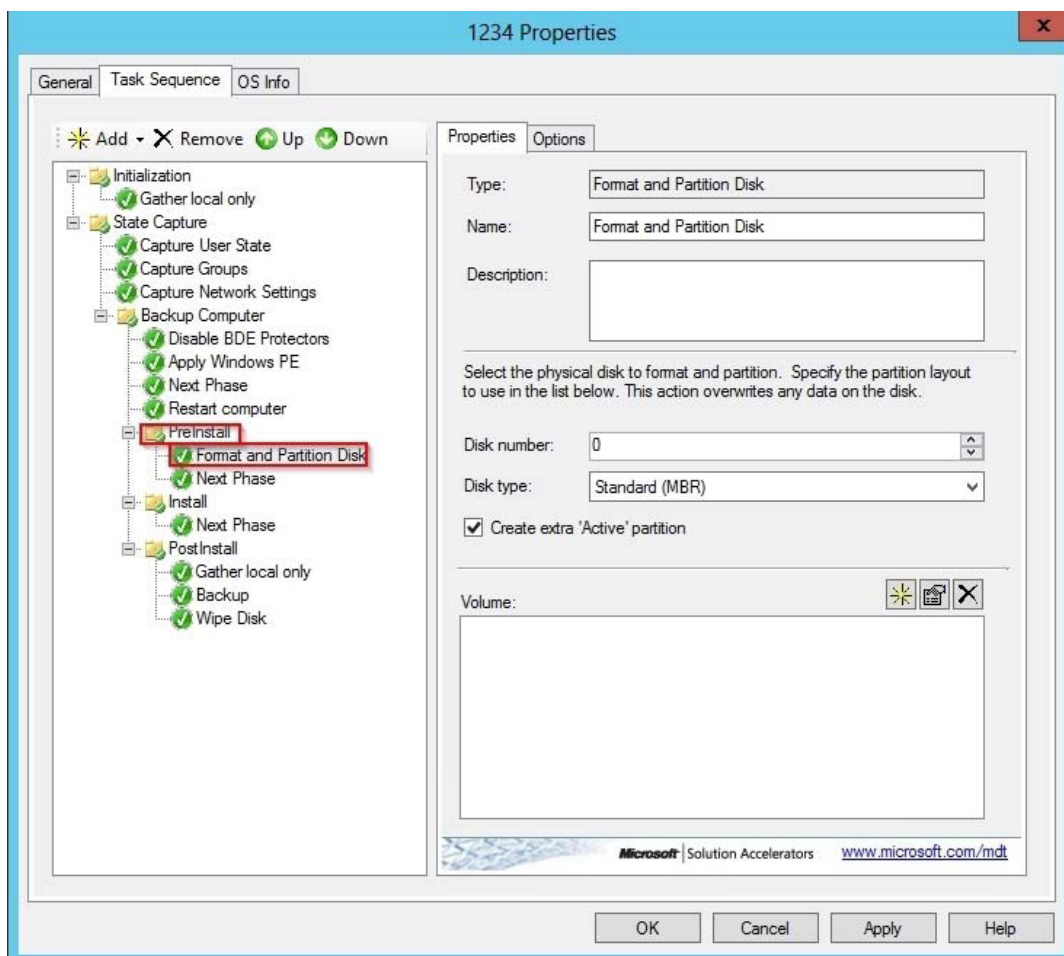 1234 Properties
x
General
Task Sequence
OS Info
Add
Remove
Up
Down
Initialization
Gather local only
State Capture
Capture User State
Capture Groups
Capture Network Settings
Backup Computer
Disable BDE Protectors
Apply Windows PE
Next Phase
Restart computer
PreInstall
Format and Partition Disk
Next Phase
Install
Next Phase
PostInstall
Gather local only
Backup
Wipe Disk
Properties
Options
Type:
Format and Partition Disk
Name:
Format and Partition Disk
Description:
Select the physical disk to format and partition. Specify the partition layout
to use in the list below. This action overwrites any data on the disk.
Disk number:
0
Disk type:
Standard (MBR)
Create extra 'Active' partition
Volume:
Microsoft | Solution Accelerators
www.microsoft.com/mdt
OK
Cancel
Apply
Help